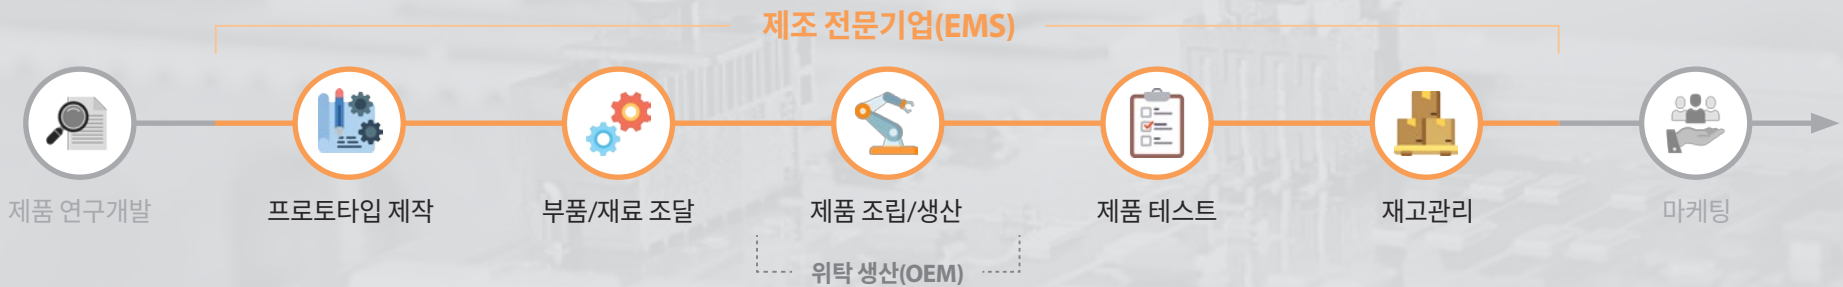 제조 전문기업(EMS)
제품 연구개발
프로토타입 제작
부품/재료 조달
제품 조립/생산
제품 테스트
재고관리
마케팅
위탁 생산(OEM)